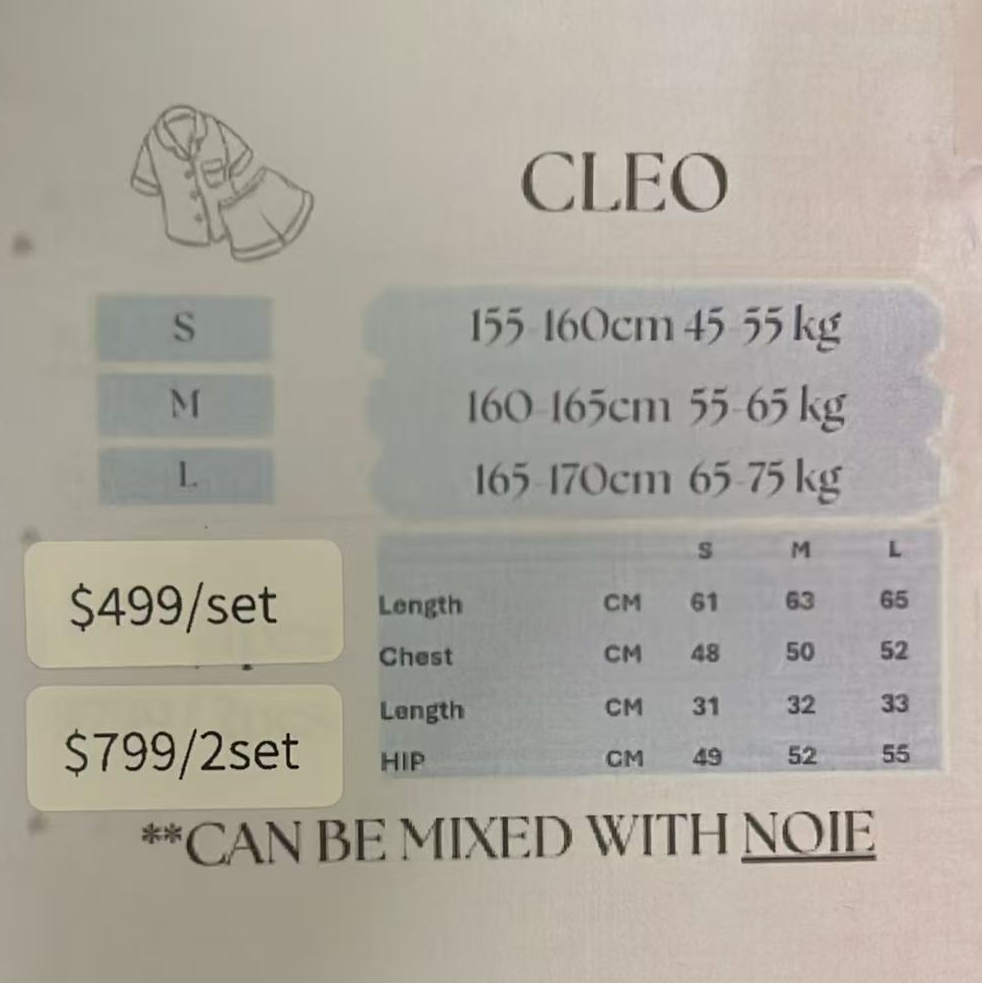 CLEO
S 155-160cm 45-55 kg
M 160-165cm 55-65 kg
L 165-170cm 65-75 kg
$499/set
$799/2set
S M L
Length CM 61 63 65
Chest CM 48 50 52
Length CM 31 32 33
HIP CM 49 52 55
**CAN BE MIXED WITH NOIE